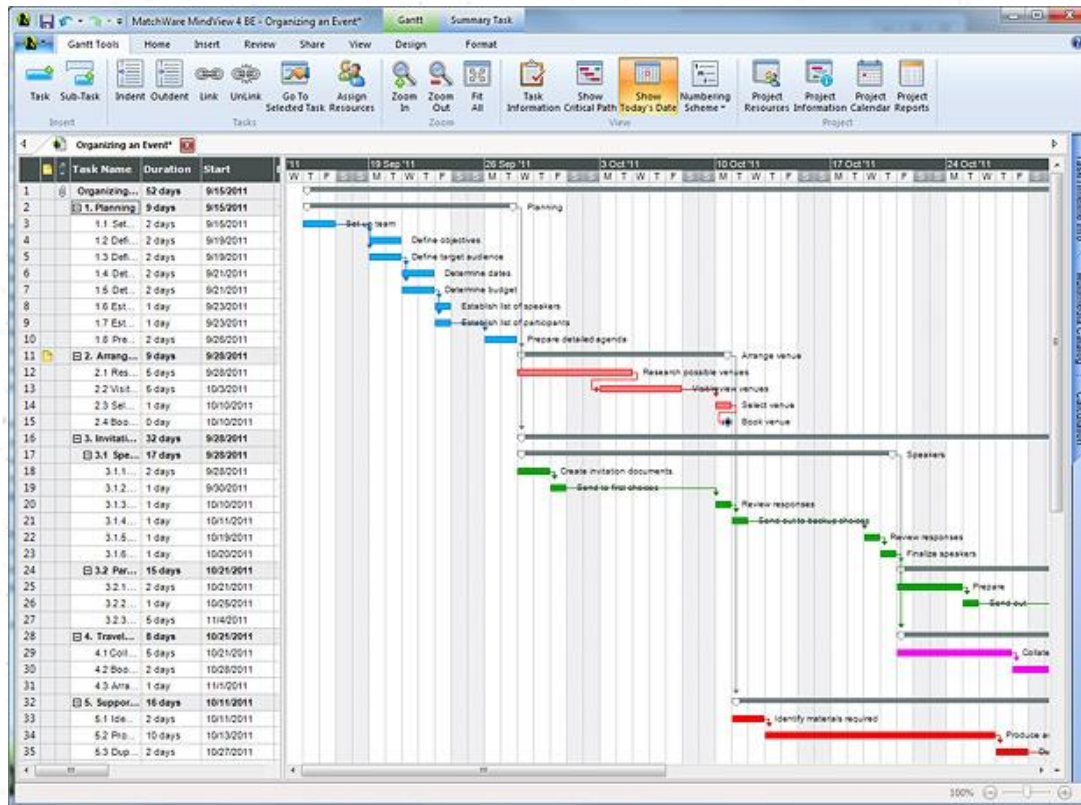 MatchWare MindView 4 BE - Organizing an Event*
Gantt
Summary Task
Gantt Tools Home Insert Review Share View Design Format
Task Sub-Task Indent Outdent Link UnLink Go To Selected Task Assign Resources Zoom In Zoom Out Fit All Task Information Show Critical Path Show Today's Date Numbering Scheme Project Resources Project Information Project Calendar Project Reports
Insert Tasks Zoom View Project
Organizing an Event*
Task Name Duration Start
'11 19 Sep '11 26 Sep '11 3 Oct '11 10 Oct '11 17 Oct '11 24 Oct '11
W T F S S M T W T F S S M T W T F S S M T W T F S S M T W T F S S M T W T F S S M T W T F S S
1 Organizing... 52 days 9/15/2011
2 1. Planning 9 days 9/15/2011 Planning
3 1.1 Set... 2 days 9/15/2011 Set up team
4 1.2 Defi... 2 days 9/19/2011 Define objectives
5 1.3 Defi... 2 days 9/19/2011 Define target audience
6 1.4 Det... 2 days 9/21/2011 Determine dates
7 1.5 Det... 2 days 9/21/2011 Determine budget
8 1.6 Est... 1 day 9/23/2011 Establish list of speakers
9 1.7 Est... 1 day 9/23/2011 Establish list of participants
10 1.8 Pre... 2 days 9/26/2011 Prepare detailed agenda
11 2. Arrang... 9 days 9/28/2011 Arrange venue
12 2.1 Res... 5 days 9/28/2011 Research possible venues
13 2.2 Visit... 5 days 10/3/2011 Visit/review venues
14 2.3 Sel... 1 day 10/10/2011 Select venue
15 2.4 Boo... 0 day 10/10/2011 Book venue
16 3. Invitati... 32 days 9/28/2011
17 3.1 Spe... 17 days 9/28/2011 Speakers
18 3.1.1... 2 days 9/28/2011 Create invitation documents
19 3.1.2... 1 day 9/30/2011 Send to first choices
20 3.1.3... 1 day 10/10/2011 Review responses
21 3.1.4... 1 day 10/11/2011 Send out to backup choices
22 3.1.5... 1 day 10/19/2011 Review responses
23 3.1.6... 1 day 10/20/2011 Finalize speakers
24 3.2 Par... 15 days 10/21/2011
25 3.2.1... 2 days 10/21/2011 Prepare
26 3.2.2... 1 day 10/25/2011 Send out
27 3.2.3... 5 days 11/4/2011
28 4. Travel... 8 days 10/21/2011
29 4.1 Coll... 5 days 10/21/2011 Collate
30 4.2 Boo... 2 days 10/28/2011
31 4.3 Arra... 1 day 11/1/2011
32 5. Suppor... 16 days 10/11/2011
33 5.1 Ide... 2 days 10/11/2011 Identify materials required
34 5.2 Pro... 10 days 10/13/2011 Produce
35 5.3 Dup... 2 days 10/27/2011
100%